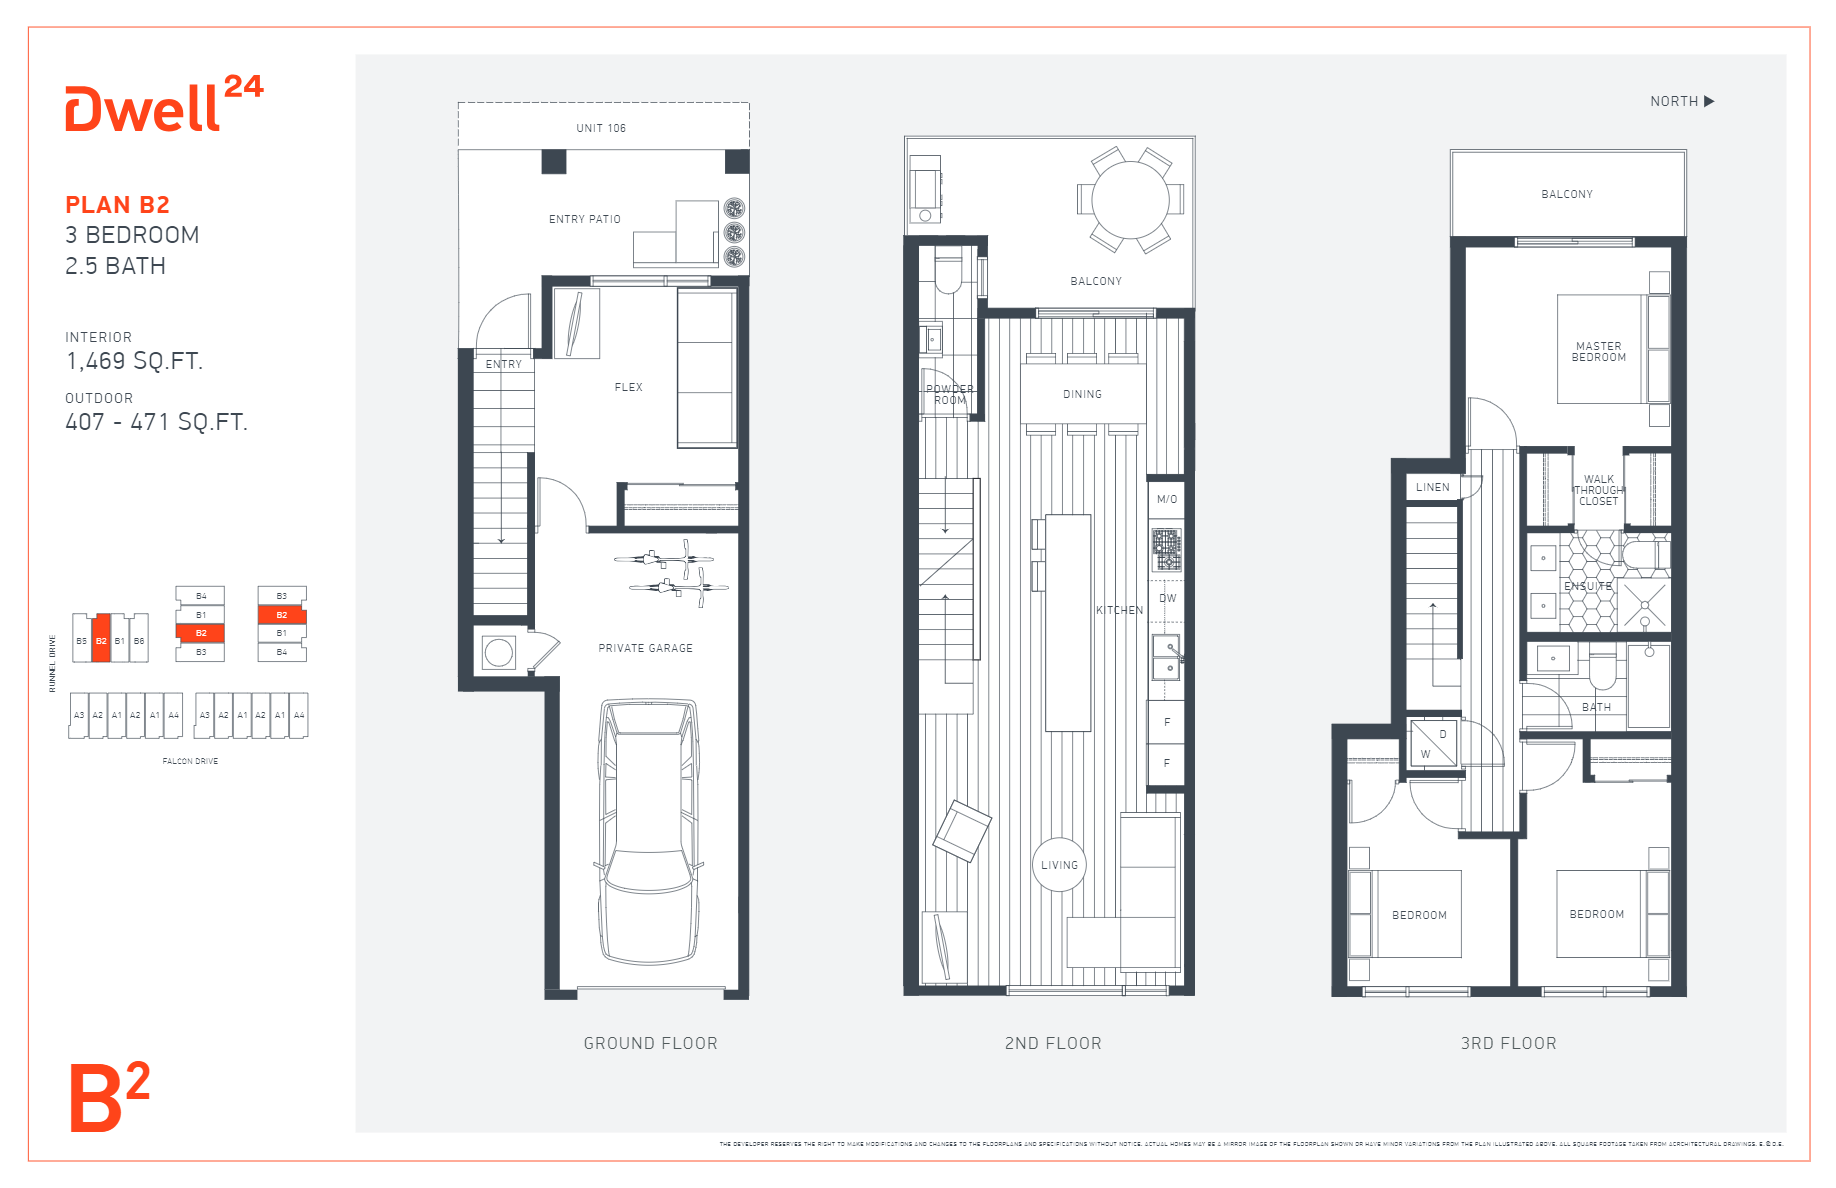 Dwell24
PLAN B2
3 BEDROOM
2.5 BATH
INTERIOR
1,469 SQ.FT.
OUTDOOR
407 - 471 SQ.FT.
B4
B1
B2
B3
B3
B2
B1
B4
B5
B2
B1
B6
RUNNEL DRIVE
A3
A2
A1
A2
A1
A4
A3
A2
A1
A2
A1
A4
FALCON DRIVE
B2
NORTH
UNIT 106
ENTRY PATIO
ENTRY
FLEX
PRIVATE GARAGE
GROUND FLOOR
BALCONY
POWDER
ROOM
DINING
M/O
DW
KITCHEN
F
F
LIVING
2ND FLOOR
BALCONY
MASTER
BEDROOM
LINEN
WALK
THROUGH
CLOSET
ENSUITE
BATH
D
W
BEDROOM
BEDROOM
3RD FLOOR
THE DEVELOPER RESERVES THE RIGHT TO MAKE MODIFICATIONS AND CHANGES TO THE FLOORPLANS AND SPECIFICATIONS WITHOUT NOTICE. ACTUAL HOMES MAY BE A MIRROR IMAGE OF THE FLOORPLAN SHOWN OR HAVE MINOR VARIATIONS FROM THE PLAN ILLUSTRATED ABOVE. ALL SQUARE FOOTAGE TAKEN FROM ACRCHITECTURAL DRAWINGS. E.&O.E.